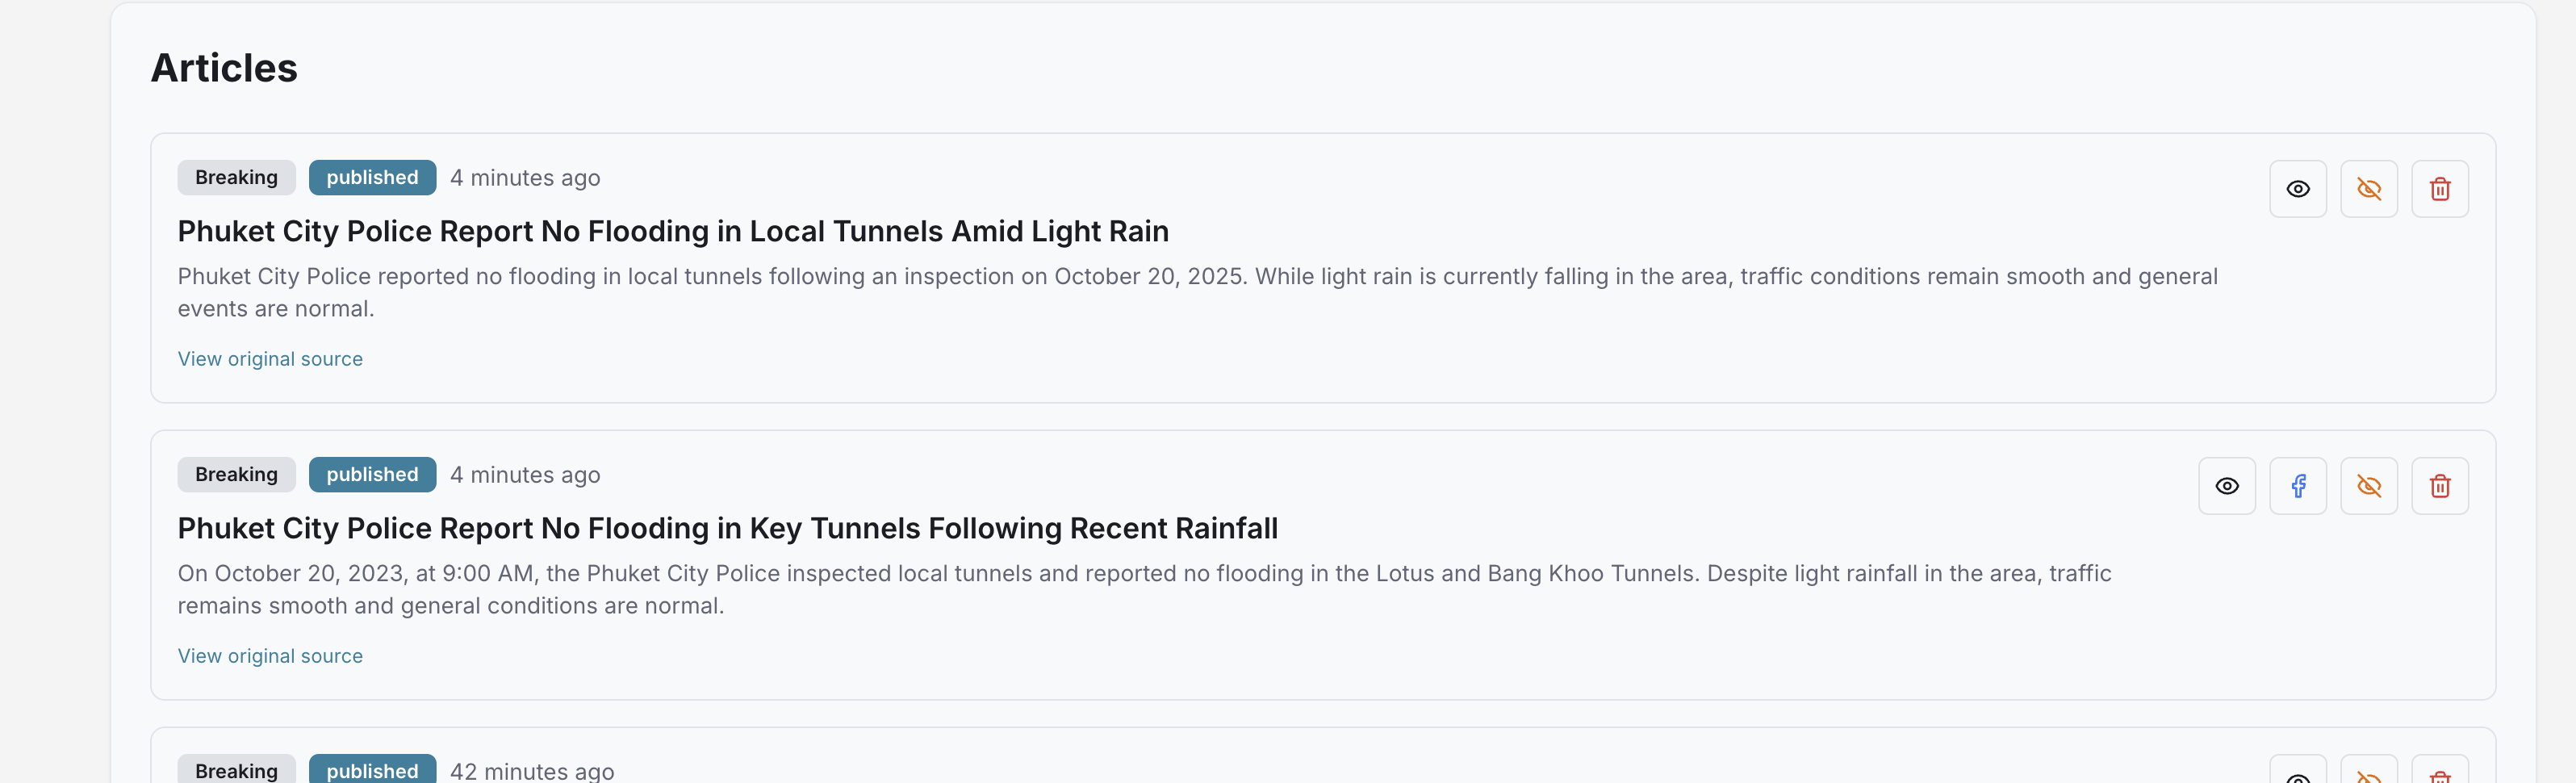 Articles
Breaking published 4 minutes ago
Phuket City Police Report No Flooding in Local Tunnels Amid Light Rain
Phuket City Police reported no flooding in local tunnels following an inspection on October 20, 2025. While light rain is currently falling in the area, traffic conditions remain smooth and general
events are normal.
View original source
Breaking published 4 minutes ago
Phuket City Police Report No Flooding in Key Tunnels Following Recent Rainfall
On October 20, 2023, at 9:00 AM, the Phuket City Police inspected local tunnels and reported no flooding in the Lotus and Bang Khoo Tunnels. Despite light rainfall in the area, traffic
remains smooth and general conditions are normal.
View original source
Breaking published 42 minutes ago